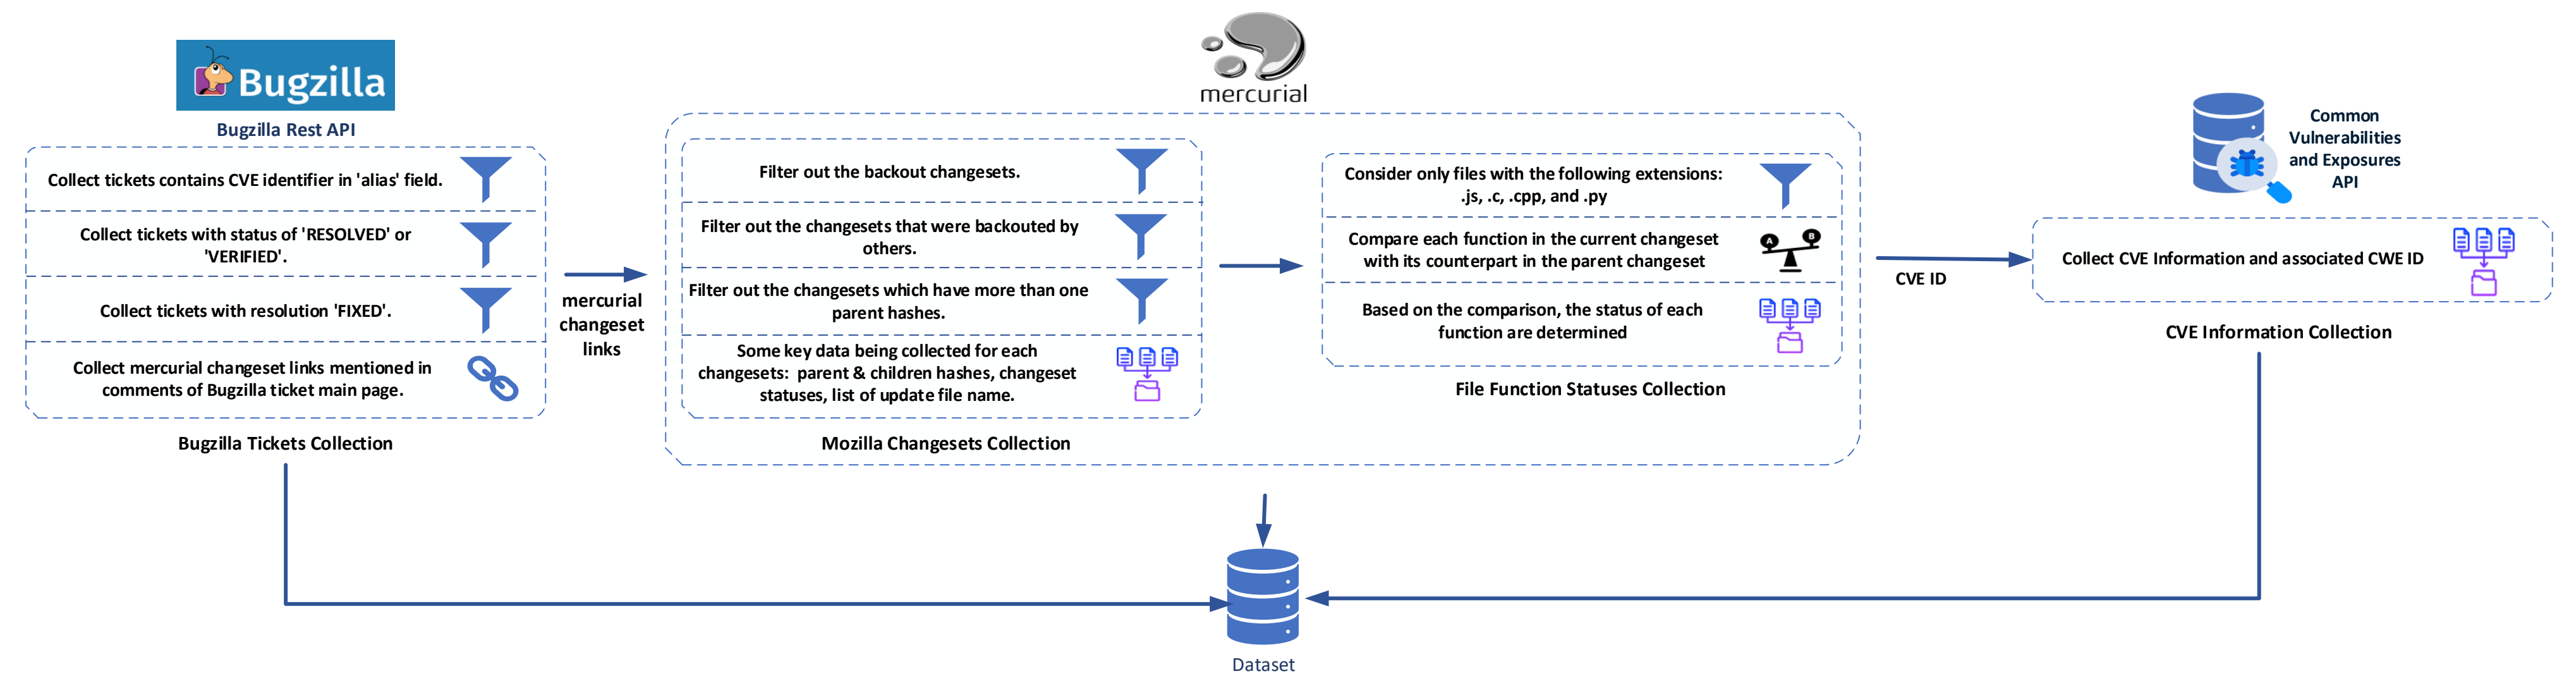 Bugzilla
Bugzilla Rest API
Collect tickets contains CVE identifier in 'alias' field.
Collect tickets with status of 'RESOLVED' or
'VERIFIED'.
Collect tickets with resolution 'FIXED'.
Collect mercurial changeset links mentioned in
comments of Bugzilla ticket main page.
Bugzilla Tickets Collection
mercurial
changeset
links
mercurial
Filter out the backout changesets.
Filter out the changesets that were backouted by
others.
Filter out the changesets which have more than one
parent hashes.
Some key data being collected for each
changesets: parent & children hashes, changeset
statuses, list of update file name.
Mozilla Changesets Collection
Consider only files with the following extensions:
.js, .c, .cpp, and .py
Compare each function in the current changeset
with its counterpart in the parent changeset
A
B
Based on the comparison, the status of each
function are determined
File Function Statuses Collection
CVE ID
Common
Vulnerabilities
and Exposures
API
Collect CVE Information and associated CWE ID
CVE Information Collection
Dataset